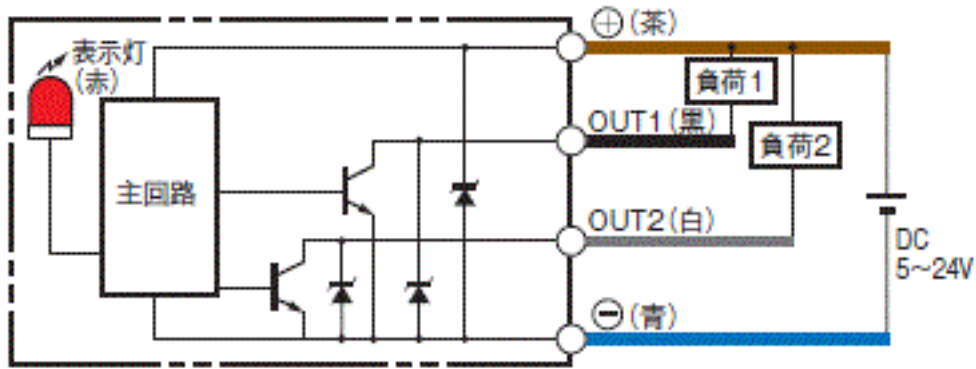 ⊕(茶)
表示灯
(赤)
負荷1
OUT1(黒)
負荷2
主回路
OUT2(白)
DC
5~24V
⊖(青)